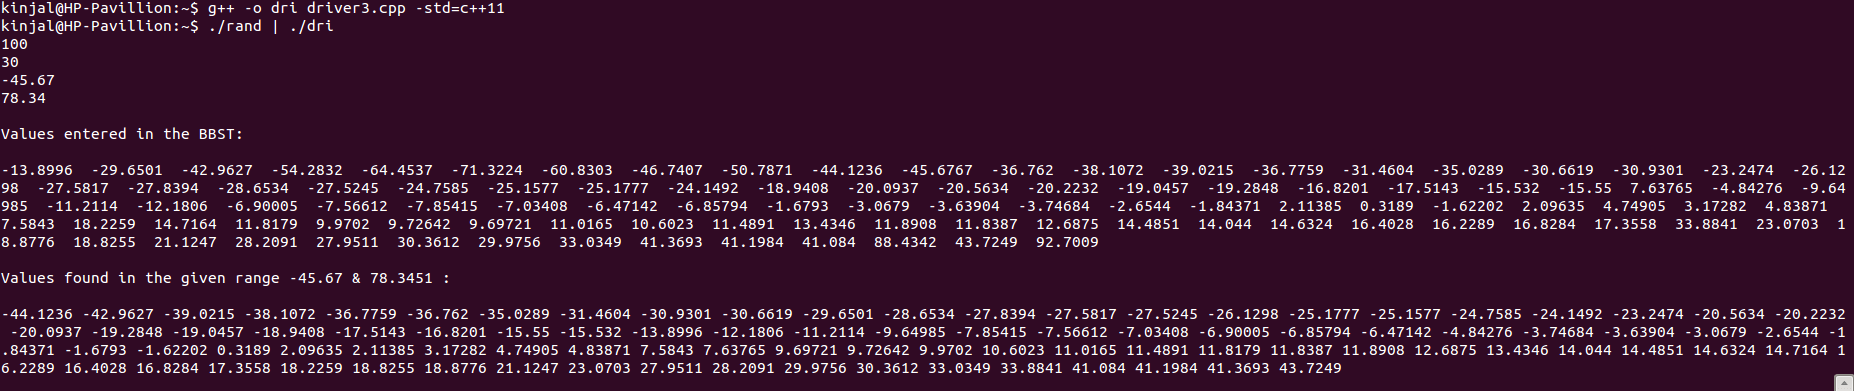 kinjal@HP-Pavillion:~$ g++ -o dri driver3.cpp -std=c++11
kinjal@HP-Pavillion:~$ ./rand | ./dri
100
30
-45.67
78.34
Values entered in the BBST:
-13.8996  -29.6501  -42.9627  -54.2832  -64.4537  -71.3224  -60.8303  -46.7407  -50.7871  -44.1236  -45.6767  -36.762  -38.1072  -39.0215  -36.7759  -31.4604  -35.0289  -30.6619  -30.9301  -23.2474  -26.12
98  -27.5817  -27.8394  -28.6534  -27.5245  -24.7585  -25.1577  -25.1777  -24.1492  -18.9408  -20.0937  -20.5634  -20.2232  -19.0457  -19.2848  -16.8201  -17.5143  -15.532  -15.55  7.63765  -4.84276  -9.64
985  -11.2114  -12.1806  -6.90005  -7.56612  -7.85415  -7.03408  -6.47142  -6.85794  -1.6793  -3.0679  -3.63904  -3.74684  -2.6544  -1.84371  2.11385  0.3189  -1.62202  2.09635  4.74905  3.17282  4.83871
7.5843  18.2259  14.7164  11.8179  9.9702  9.72642  9.69721  11.0165  10.6023  11.4891  13.4346  11.8908  11.8387  12.6875  14.4851  14.044  14.6324  16.4028  16.2289  16.8284  17.3558  33.8841  23.0703  1
8.8776  18.8255  21.1247  28.2091  27.9511  30.3612  29.9756  33.0349  41.3693  41.1984  41.084  88.4342  43.7249  92.7009
Values found in the given range -45.67 & 78.3451 :
-44.1236 -42.9627 -39.0215 -38.1072 -36.7759 -36.762 -35.0289 -31.4604 -30.9301 -30.6619 -29.6501 -28.6534 -27.8394 -27.5817 -27.5245 -26.1298 -25.1777 -25.1577 -24.7585 -24.1492 -23.2474 -20.5634 -20.2232
-20.0937 -19.2848 -19.0457 -18.9408 -17.5143 -16.8201 -15.55 -15.532 -13.8996 -12.1806 -11.2114 -9.64985 -7.85415 -7.56612 -7.03408 -6.90005 -6.85794 -6.47142 -4.84276 -3.74684 -3.63904 -3.0679 -2.6544 -1
.84371 -1.6793 -1.62202 0.3189 2.09635 2.11385 3.17282 4.74905 4.83871 7.5843 7.63765 9.69721 9.72642 9.9702 10.6023 11.0165 11.4891 11.8179 11.8387 11.8908 12.6875 13.4346 14.044 14.4851 14.6324 14.7164 1
6.2289 16.4028 16.8284 17.3558 18.2259 18.8255 18.8776 21.1247 23.0703 27.9511 28.2091 29.9756 30.3612 33.0349 33.8841 41.084 41.1984 41.3693 43.7249